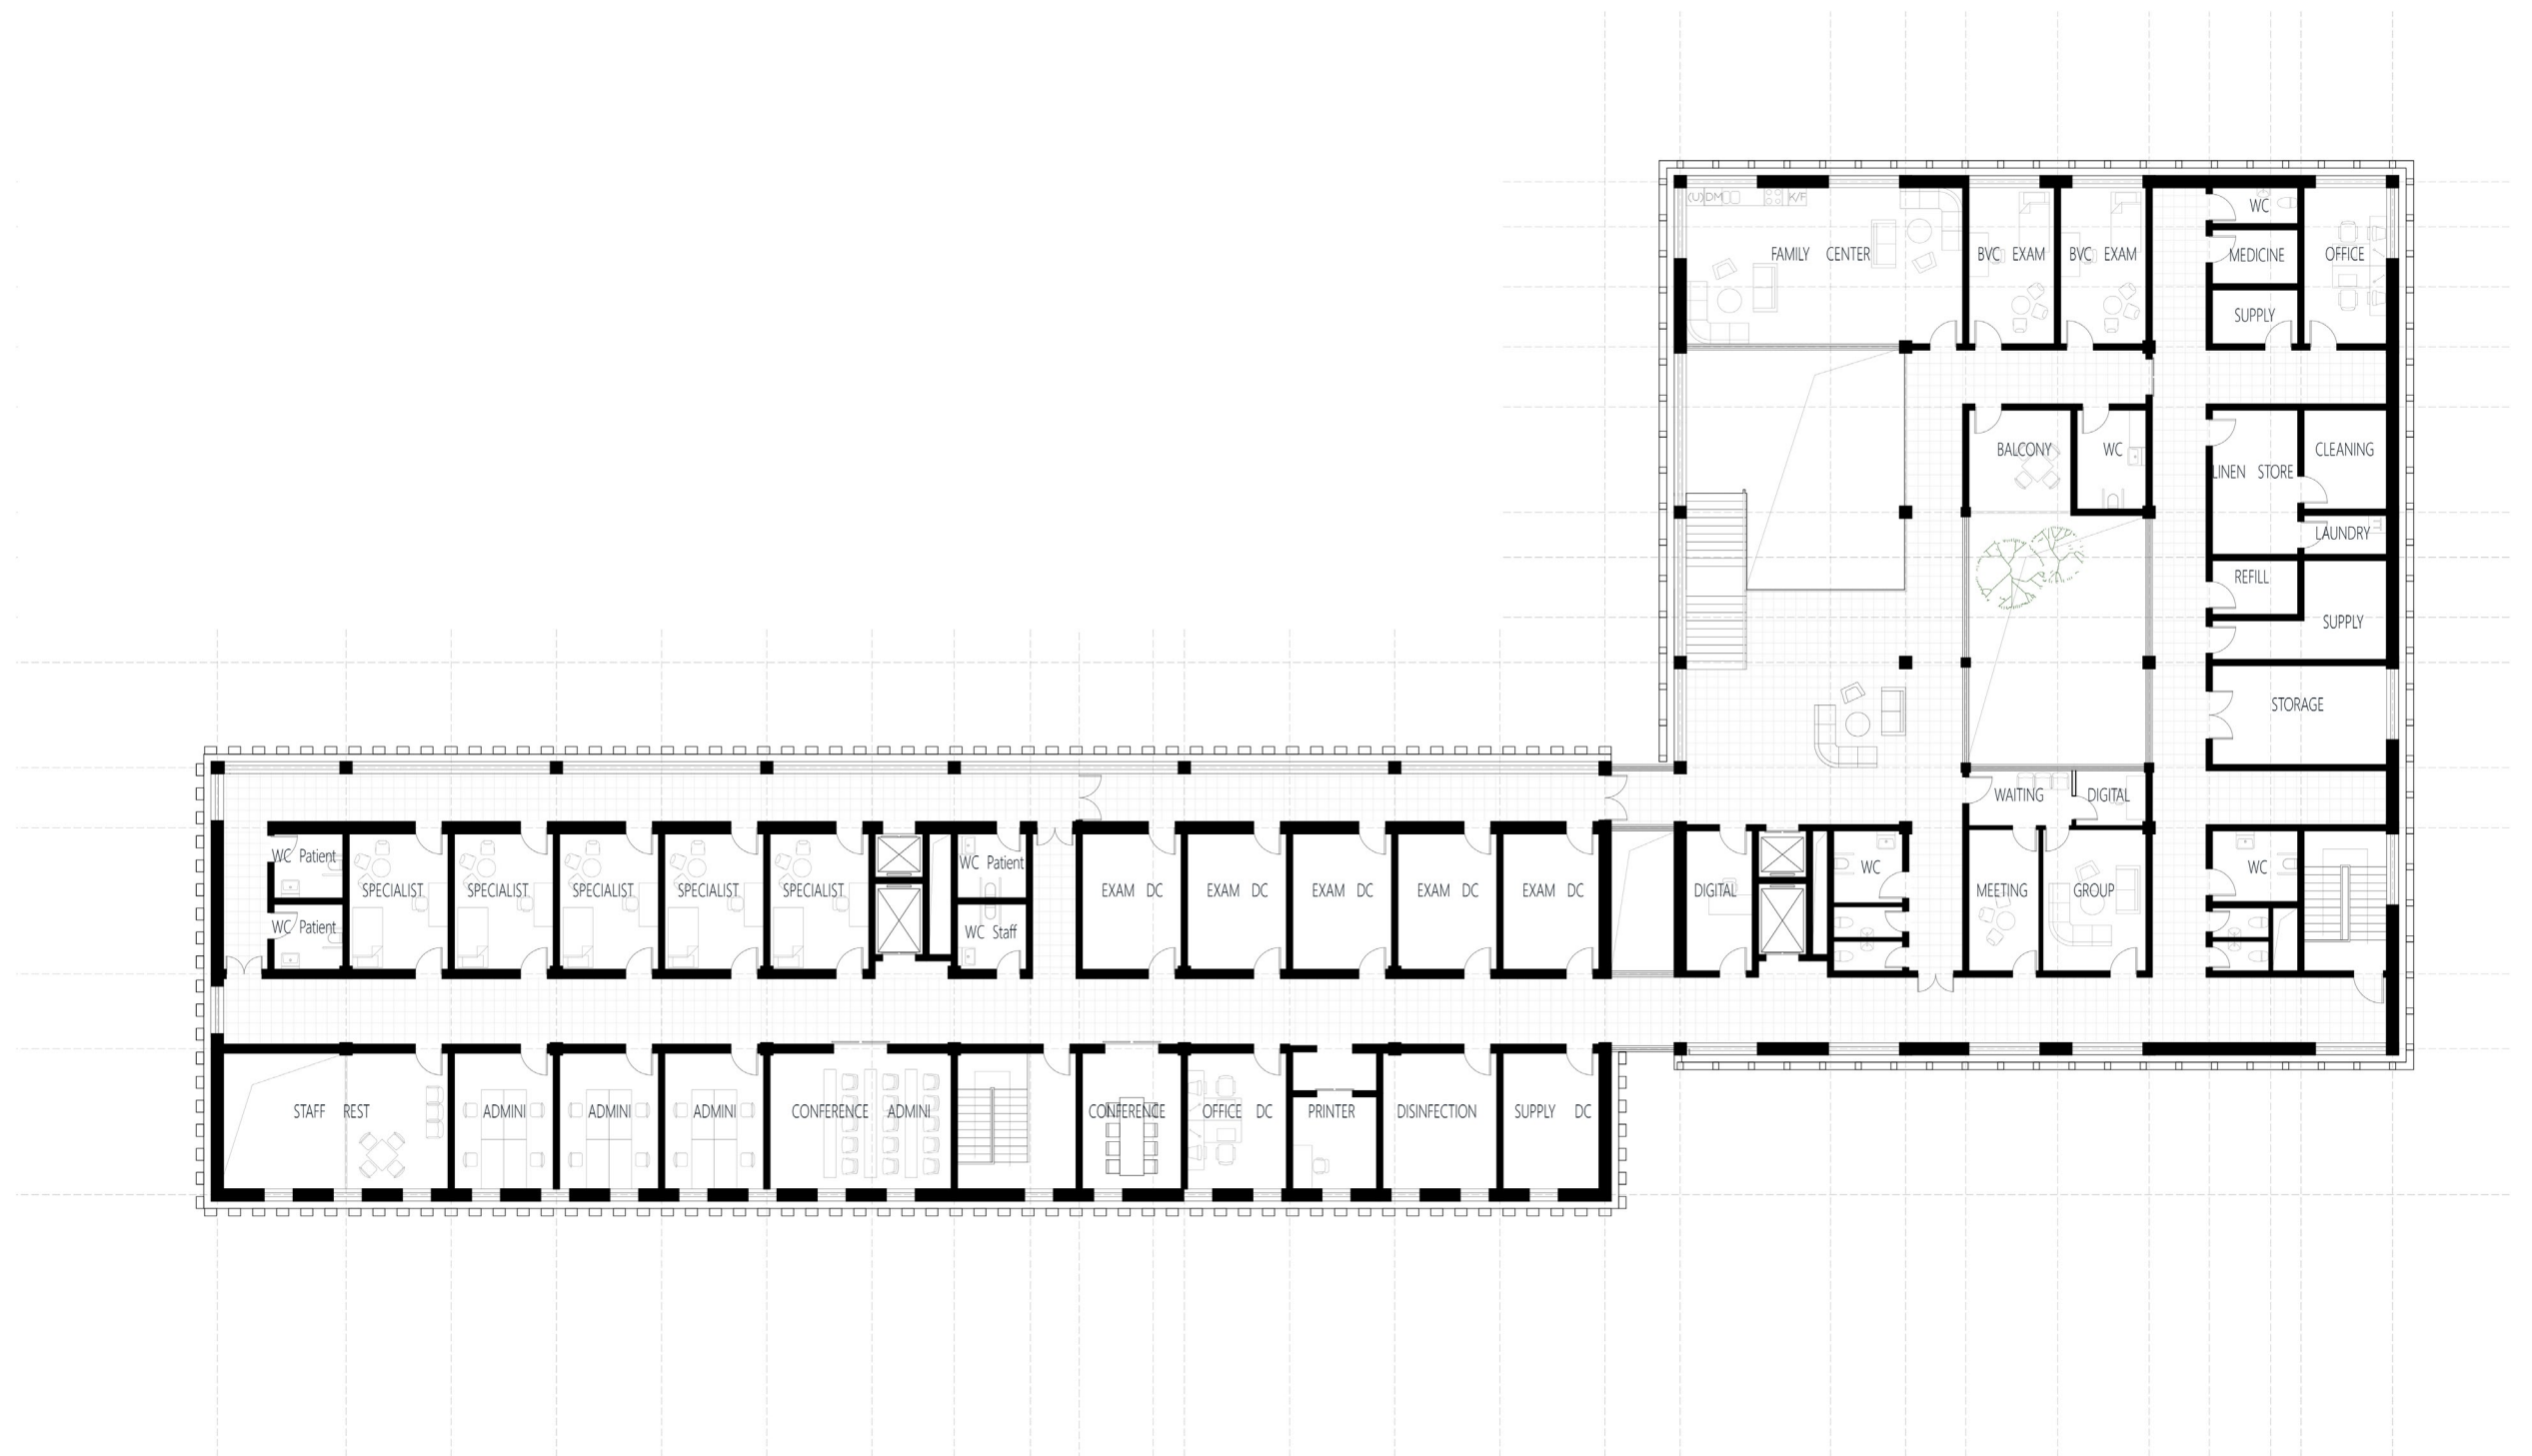 (U) DM K/F
WC
FAMILY CENTER
BVC EXAM
BVC EXAM
MEDICINE
OFFICE
SUPPLY
BALCONY
WC
CLEANING
LINEN STORE
LAUNDRY
REFILL
SUPPLY
STORAGE
WAITING
DIGITAL
WC Patient
WC Patient
WC
WC
SPECIALIST
SPECIALIST
SPECIALIST
SPECIALIST
SPECIALIST
EXAM DC
EXAM DC
EXAM DC
EXAM DC
EXAM DC
DIGITAL
MEETING
GROUP
WC Patient
WC Staff
STAFF REST
ADMINI
ADMINI
ADMINI
CONFERENCE ADMINI
CONFERENCE
OFFICE DC
PRINTER
DISINFECTION
SUPPLY DC